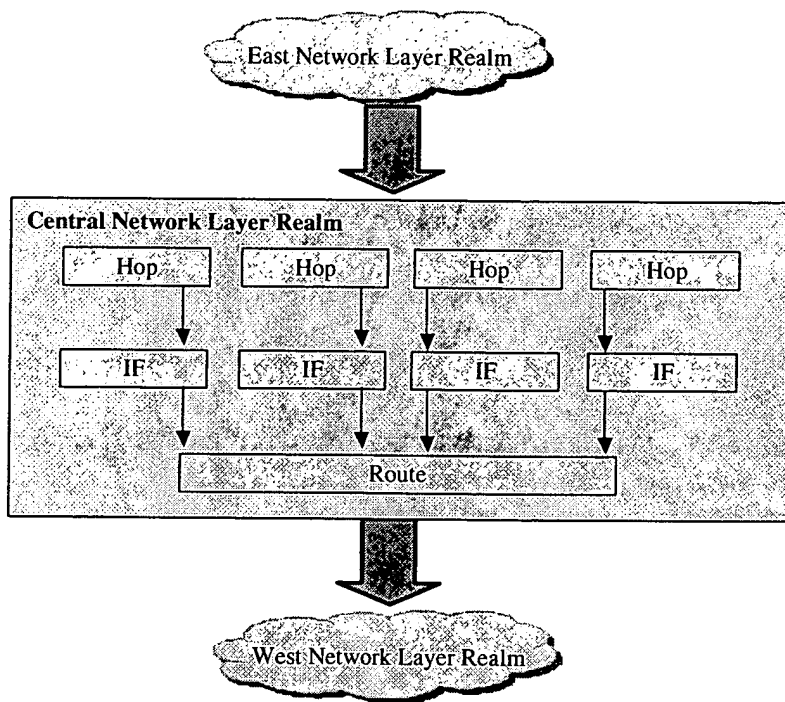 East Network Layer Realm
Central Network Layer Realm
Hop Hop Hop Hop
IF IF IF IF
Route
West Network Layer Realm